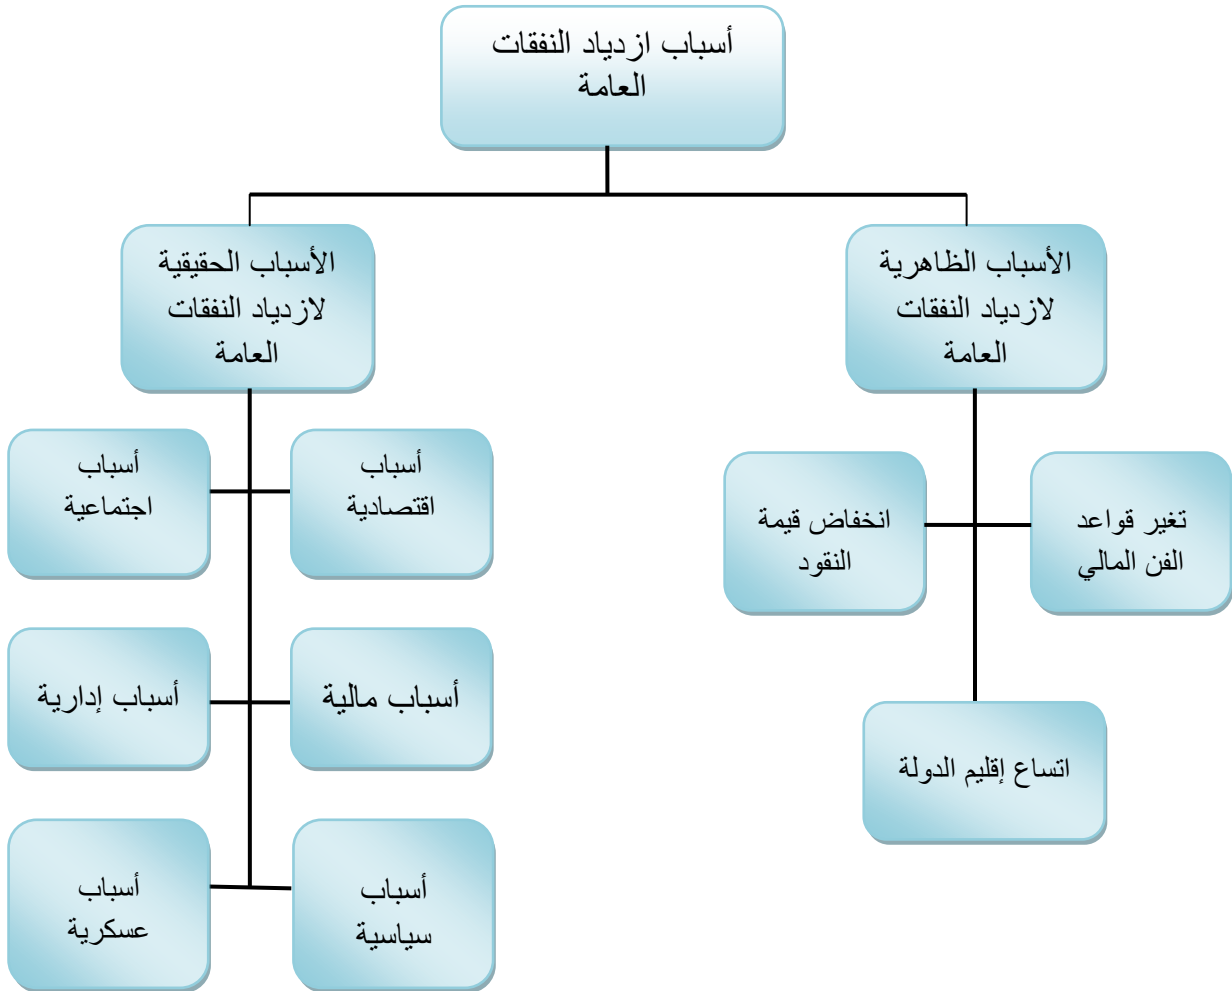 أسباب ازدياد النفقات
العامة
الأسباب الظاهرية
لازدياد النفقات
العامة
الأسباب الحقيقية
لازدياد النفقات
العامة
تغير قواعد
الفن المالي
انخفاض قيمة
النقود
اتساع إقليم الدولة
أسباب
اقتصادية
أسباب
اجتماعية
أسباب مالية
أسباب إدارية
أسباب
سياسية
أسباب
عسكرية